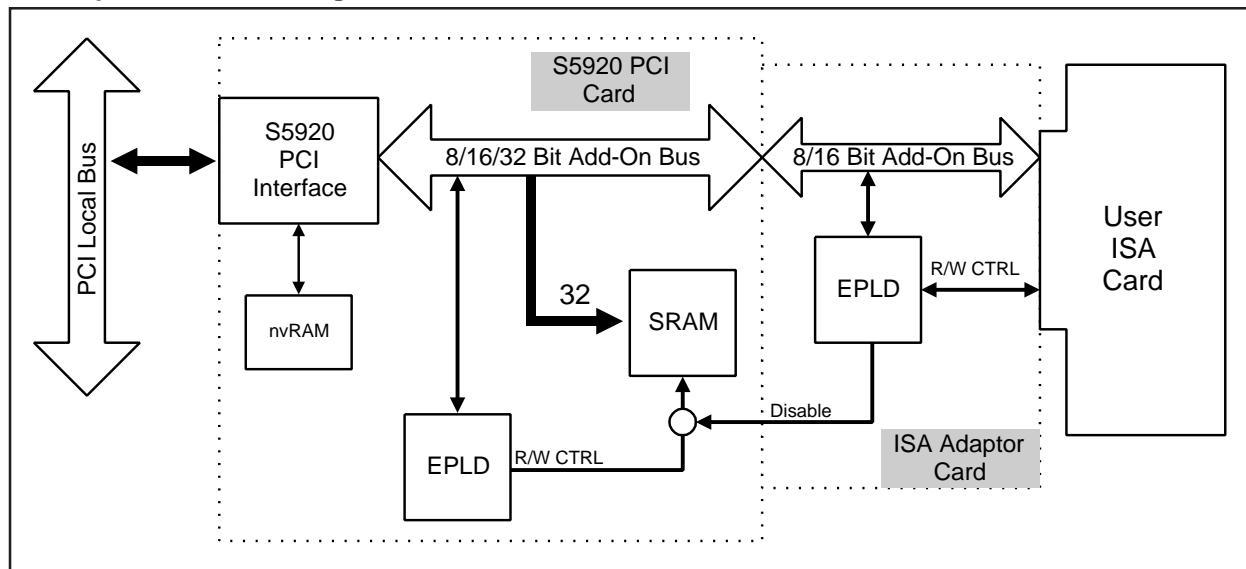 S5920 PCI
Card
S5920
PCI
Interface
8/16/32 Bit Add-On Bus
8/16 Bit Add-On Bus
PCI Local Bus
User
ISA
Card
R/W CTRL
EPLD
32
SRAM
nvRAM
Disable
EPLD
R/W CTRL
ISA Adaptor
Card